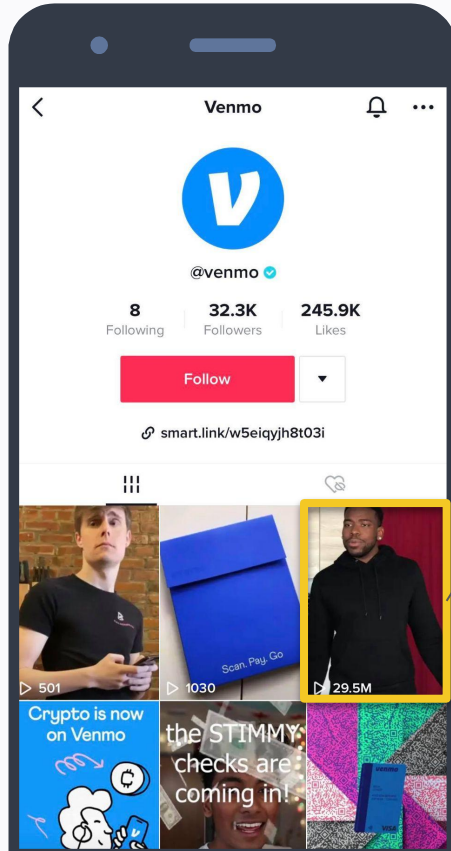 Venmo
@venmo
8 32.3K 245.9K
Following Followers Likes
Follow
smart.link/w5eiqyjh8t03i
Scan. Pay. Go
501
1030
29.5M
Crypto is now
on Venmo
the STIMMY
checks are
coming in!
venmo